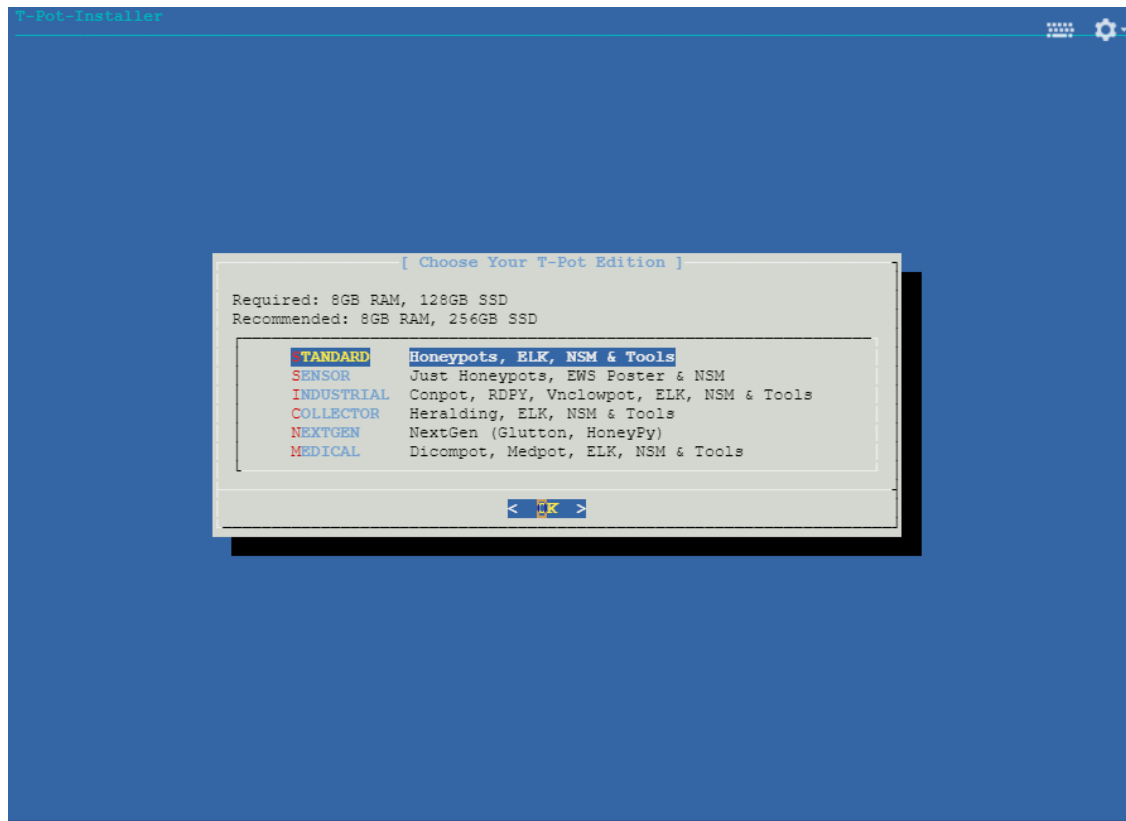 T-Pot-Installer
[ Choose Your T-Pot Edition ]
Required: 8GB RAM, 128GB SSD
Recommended: 8GB RAM, 256GB SSD
STANDARD Honeypots, ELK, NSM & Tools
SENSOR Just Honeypots, EWS Poster & NSM
INDUSTRIAL Conpot, RDPY, Vnclowpot, ELK, NSM & Tools
COLLECTOR Heralding, ELK, NSM & Tools
NEXTGEN NextGen (Glutton, HoneyPy)
MEDICAL Dicompot, Medpot, ELK, NSM & Tools
< OK >